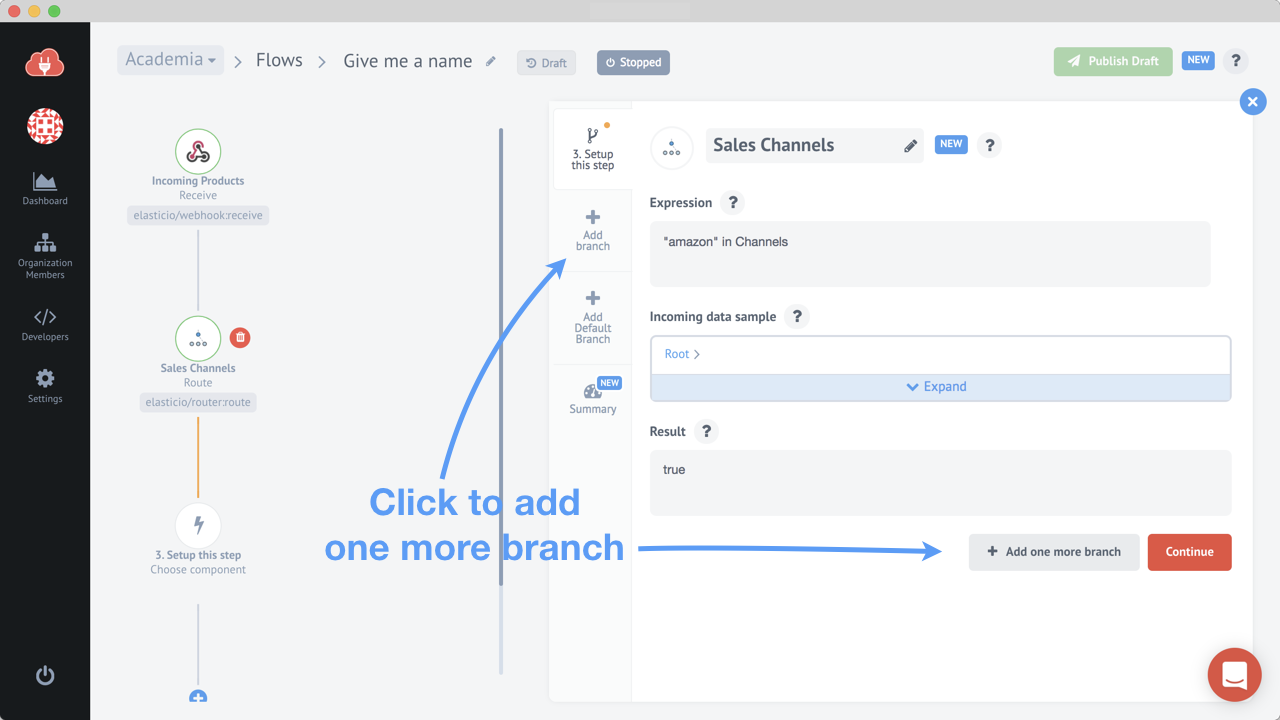 Academia
Flows
Give me a name
Draft
Stopped
Publish Draft
NEW
?
Dashboard
Organization
Members
Developers
Settings
Incoming Products
Receive
elasticio/webhook:receive
Sales Channels
Route
elasticio/router:route
3. Setup this step
Choose component
3. Setup
this step
Add
branch
Add
Default
Branch
NEW
Summary
Sales Channels
NEW
?
Expression ?
"amazon" in Channels
Incoming data sample ?
Root
Expand
Result ?
true
Click to add
one more branch
Add one more branch
Continue